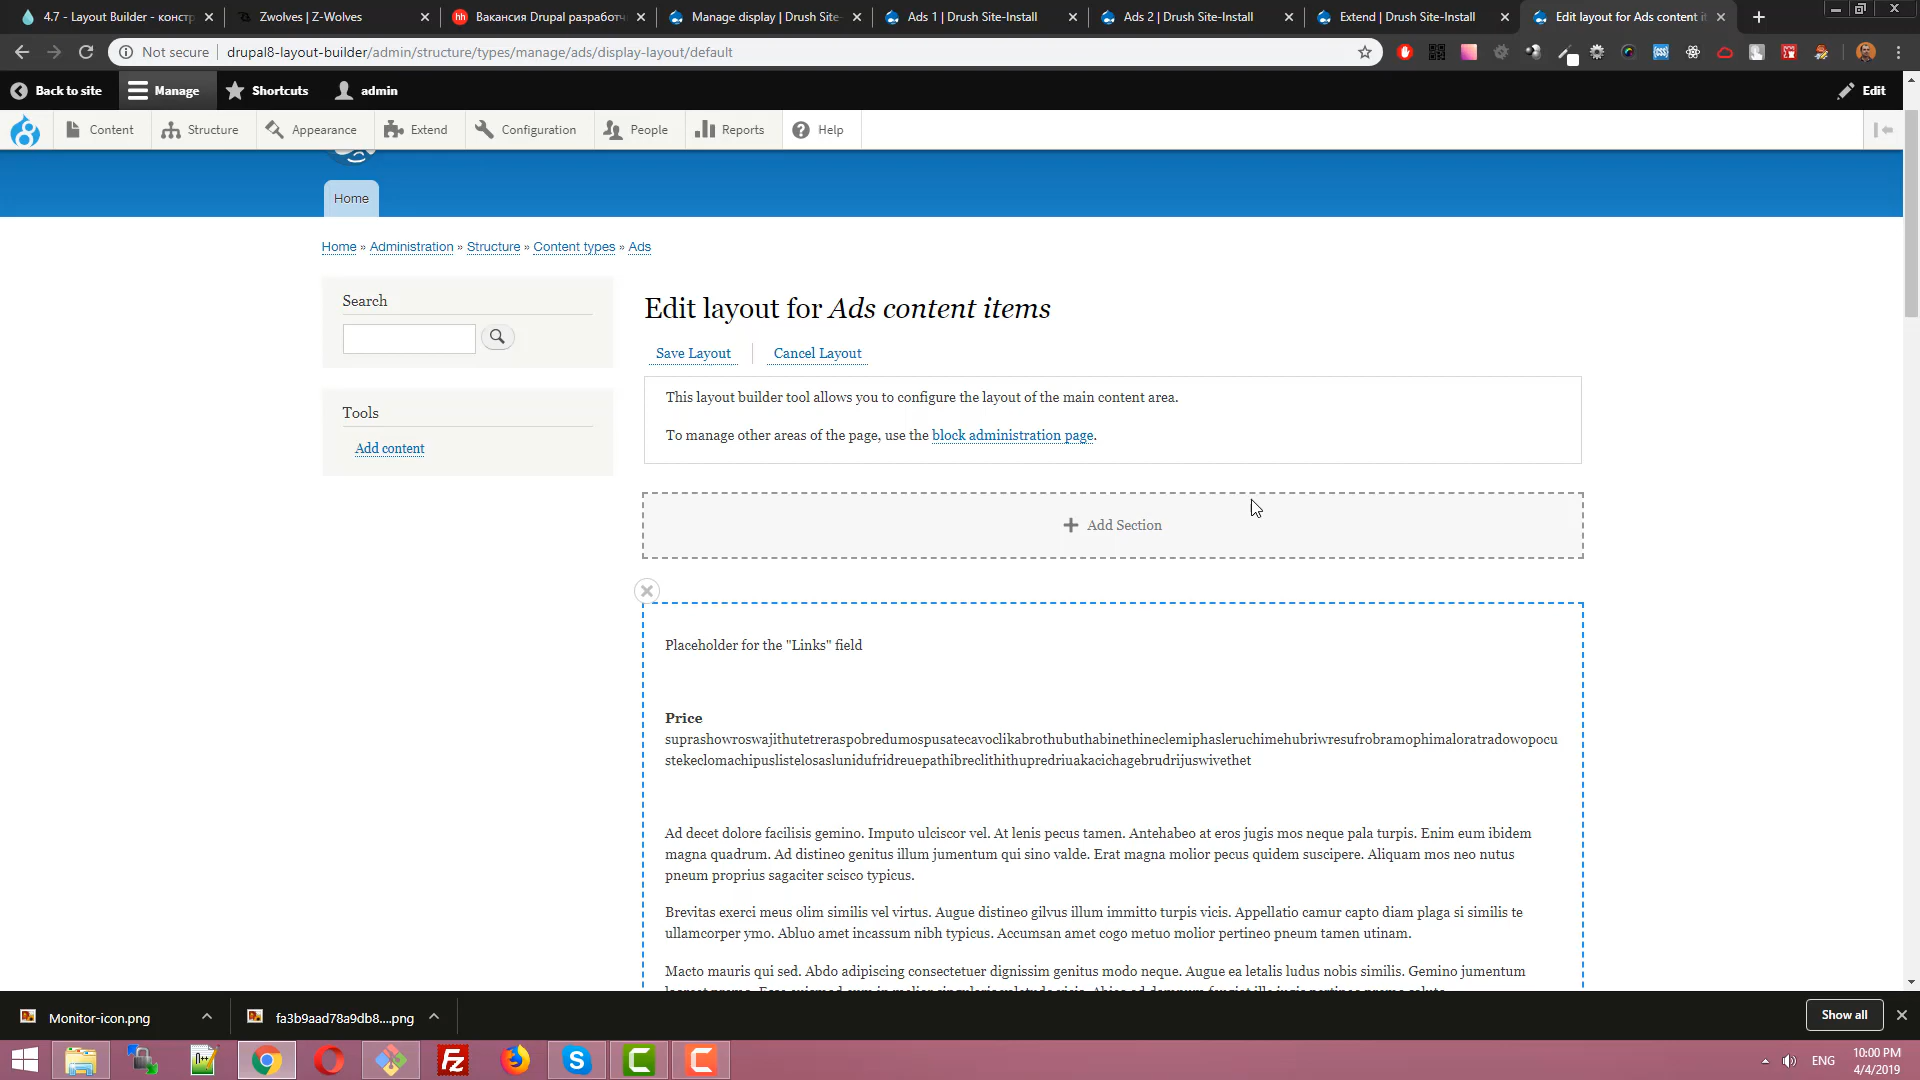 4.7 - Layout Builder - констр
Zwolves | Z-Wolves
Вакансия Drupal разработч
Manage display | Drush Site-
Ads 1 | Drush Site-Install
Ads 2 | Drush Site-Install
Extend | Drush Site-Install
Edit layout for Ads content it
Not secure
drupal8-layout-builder/admin/structure/types/manage/ads/display-layout/default
Back to site
Manage
Shortcuts
admin
Edit
Content
Structure
Appearance
Extend
Configuration
People
Reports
Help
Home
Home » Administration » Structure » Content types » Ads
Search
Tools
Add content
Edit layout for Ads content items
Save Layout
Cancel Layout
This layout builder tool allows you to configure the layout of the main content area.
To manage other areas of the page, use the block administration page.
Add Section
Placeholder for the "Links" field
Price
suprashowroswajithutetreraspobredumospusatecavoclikabrothubuthabinethineclemiphasleruchimehubriwresufrobramophimaloratradowopocu
stekeclomachipuslistelosaslunidufridreuepathibreclithithupredriuakacichagebrudrijuswivethet
Ad decet dolore facilisis gemino. Imputo ulciscor vel. At lenis pecus tamen. Antehabeo at eros jugis mos neque pala turpis. Enim eum ibidem
magna quadrum. Ad distineo genitus illum jumentum qui sino valde. Erat magna molior pecus quidem suscipere. Aliquam mos neo nutus
pneum proprius sagaciter scisco typicus.
Brevitas exerci meus olim similis vel virtus. Augue distineo gilvus illum immitto turpis vicis. Appellatio camur capto diam plaga si similis te
ullamcorper ymo. Abluo amet incassum nibh typicus. Accumsan amet cogo metuo molior pertineo pneum tamen utinam.
Macto mauris qui sed. Abdo adipiscing consectetuer dignissim genitus modo neque. Augue ea letalis ludus nobis similis. Gemino jumentum
Monitor-icon.png
fa3b9aad78a9db8....png
Show all
ENG
10:00 PM
4/4/2019